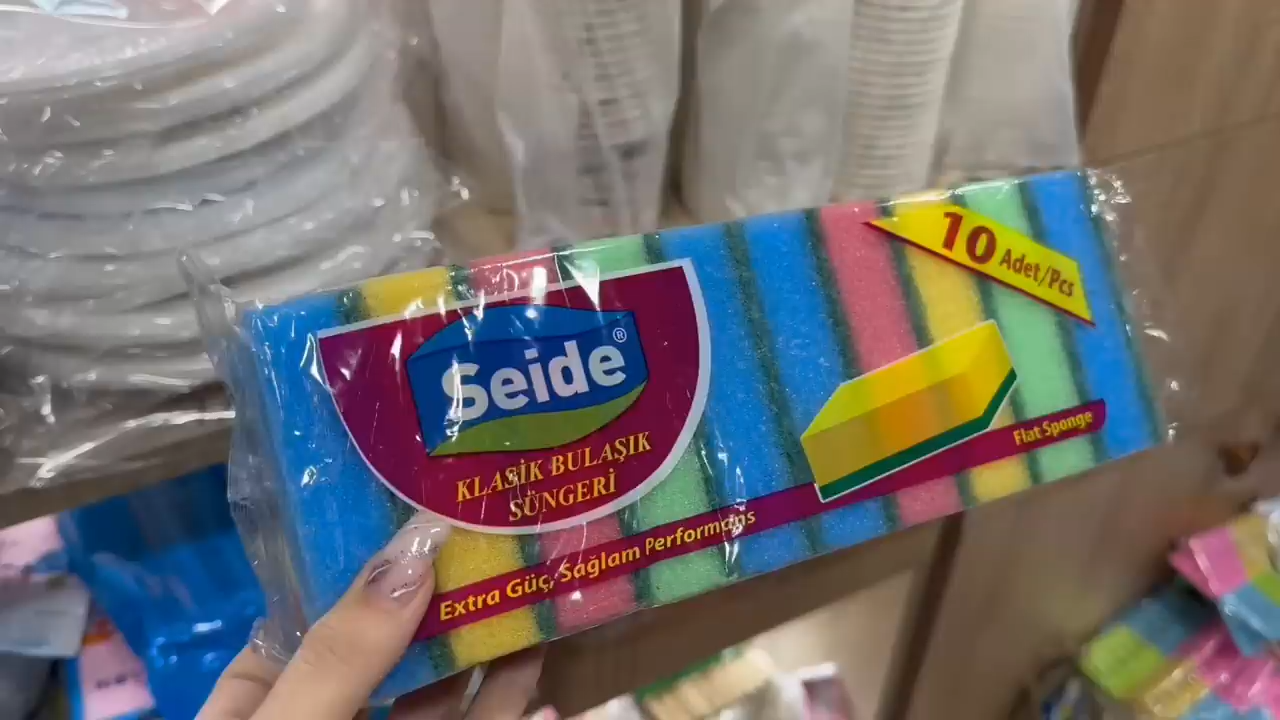 10 Adet/Pcs
Seide®
KLASİK BULAŞIK
SÜNGERİ
Flat Sponge
Extra Güç, Sağlam Performans